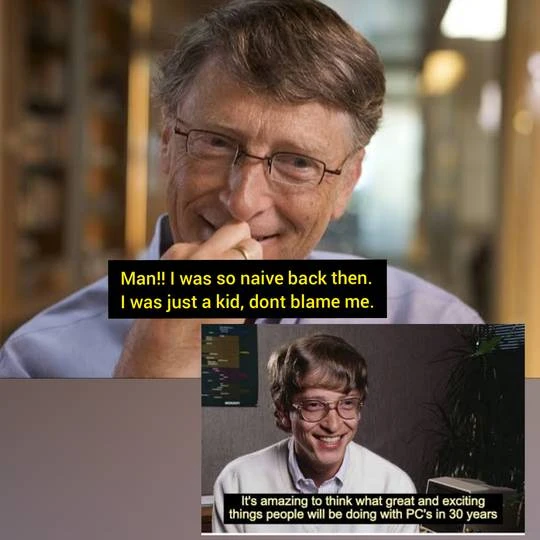 Man!! I was so naive back then.
I was just a kid, dont blame me.
It's amazing to think what great and exciting
things people will be doing with PC's in 30 years